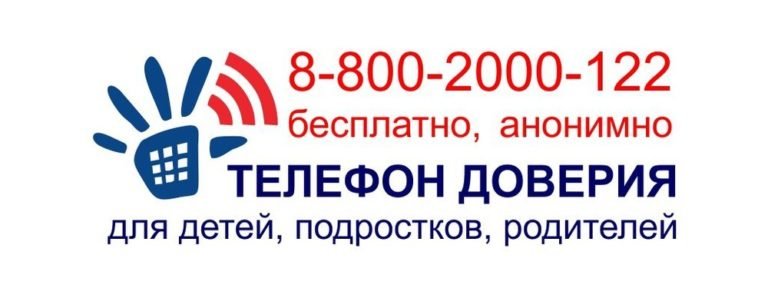 8-800-2000-122
бесплатно, анонимно
ТЕЛЕФОН ДОВЕРИЯ
для детей, подростков, родителей